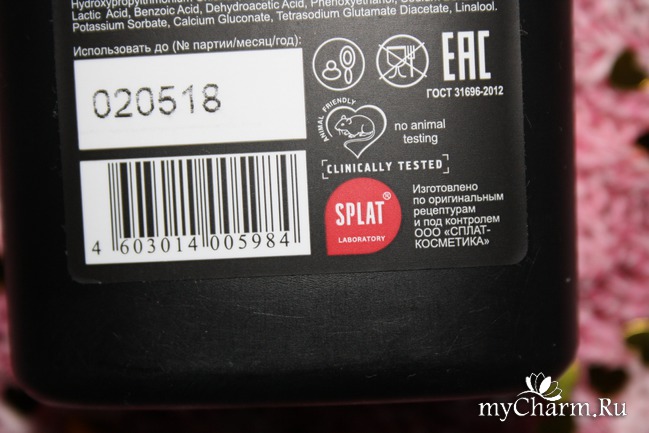 Lactic Acid, Benzoic Acid, Dehydroacetic Acid, Phenoxyethanol,
Potassium Sorbate, Calcium Gluconate, Tetrasodium Glutamate Diacetate, Linalool.
Использовать до (№ партии/месяц/год):
020518
EAC
ГОСТ 31696-2012
ANIMAL FRIENDLY
no animal
testing
CLINICALLY TESTED
SPLAT®
LABORATORY
Изготовлено
по оригинальным
рецептурам
и под контролем
ООО «СПЛАТ-
КОСМЕТИКА»
4 603014 005984
myCharm.Ru